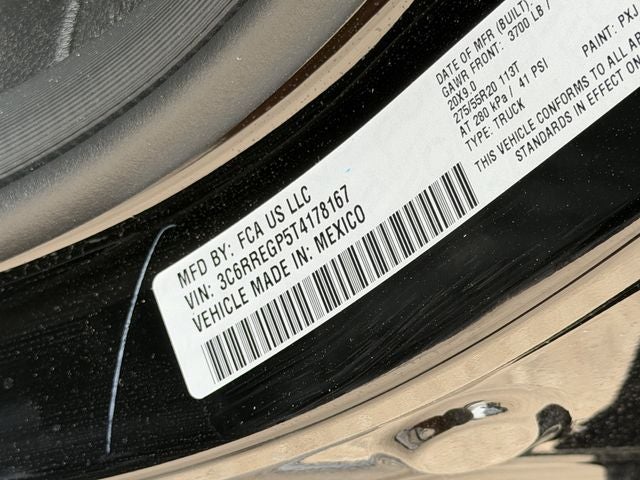 MFD BY: FCA US LLC
VIN: 3C6RREGP5T4178167
VEHICLE MADE IN: MEXICO
DATE OF MFR (BUILT)
GAWR FRONT: 3700 LB
20X9.0
275/55R20 113T
AT 280 kPa / 41 PSI
TYPE: TRUCK
PAINT: PXJ
THIS VEHICLE CONFORMS TO ALL
STANDARDS IN EFFECT ON